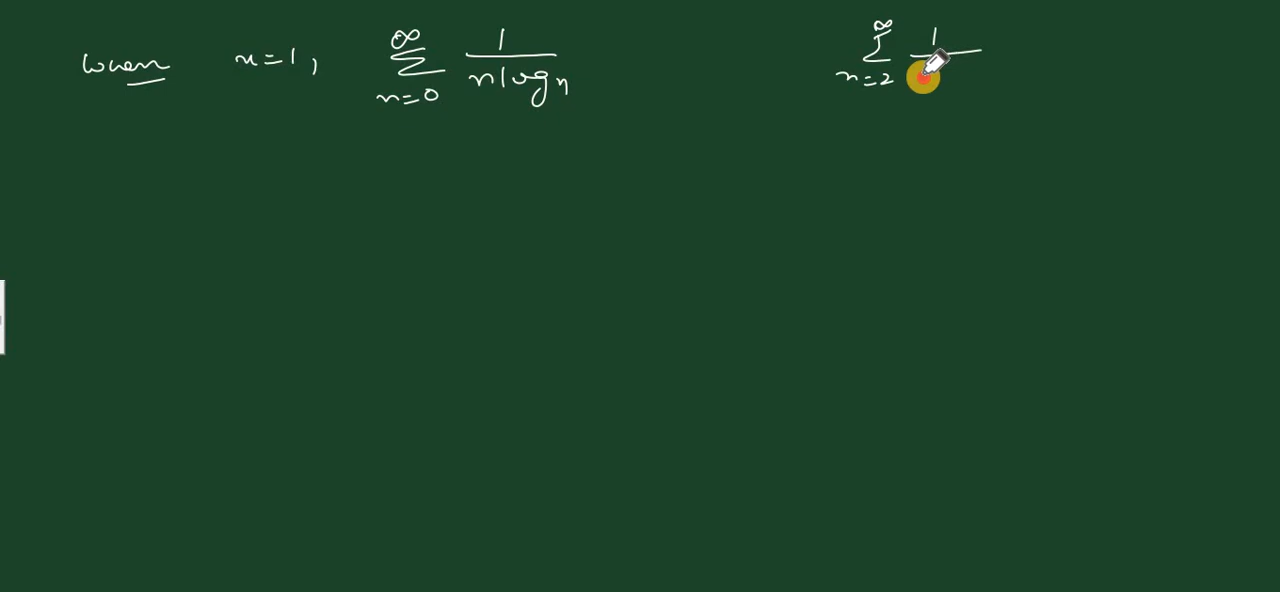 when x=1, ∞ ∑ n=0 1/(n log n) ∞ ∑ n=2 1/